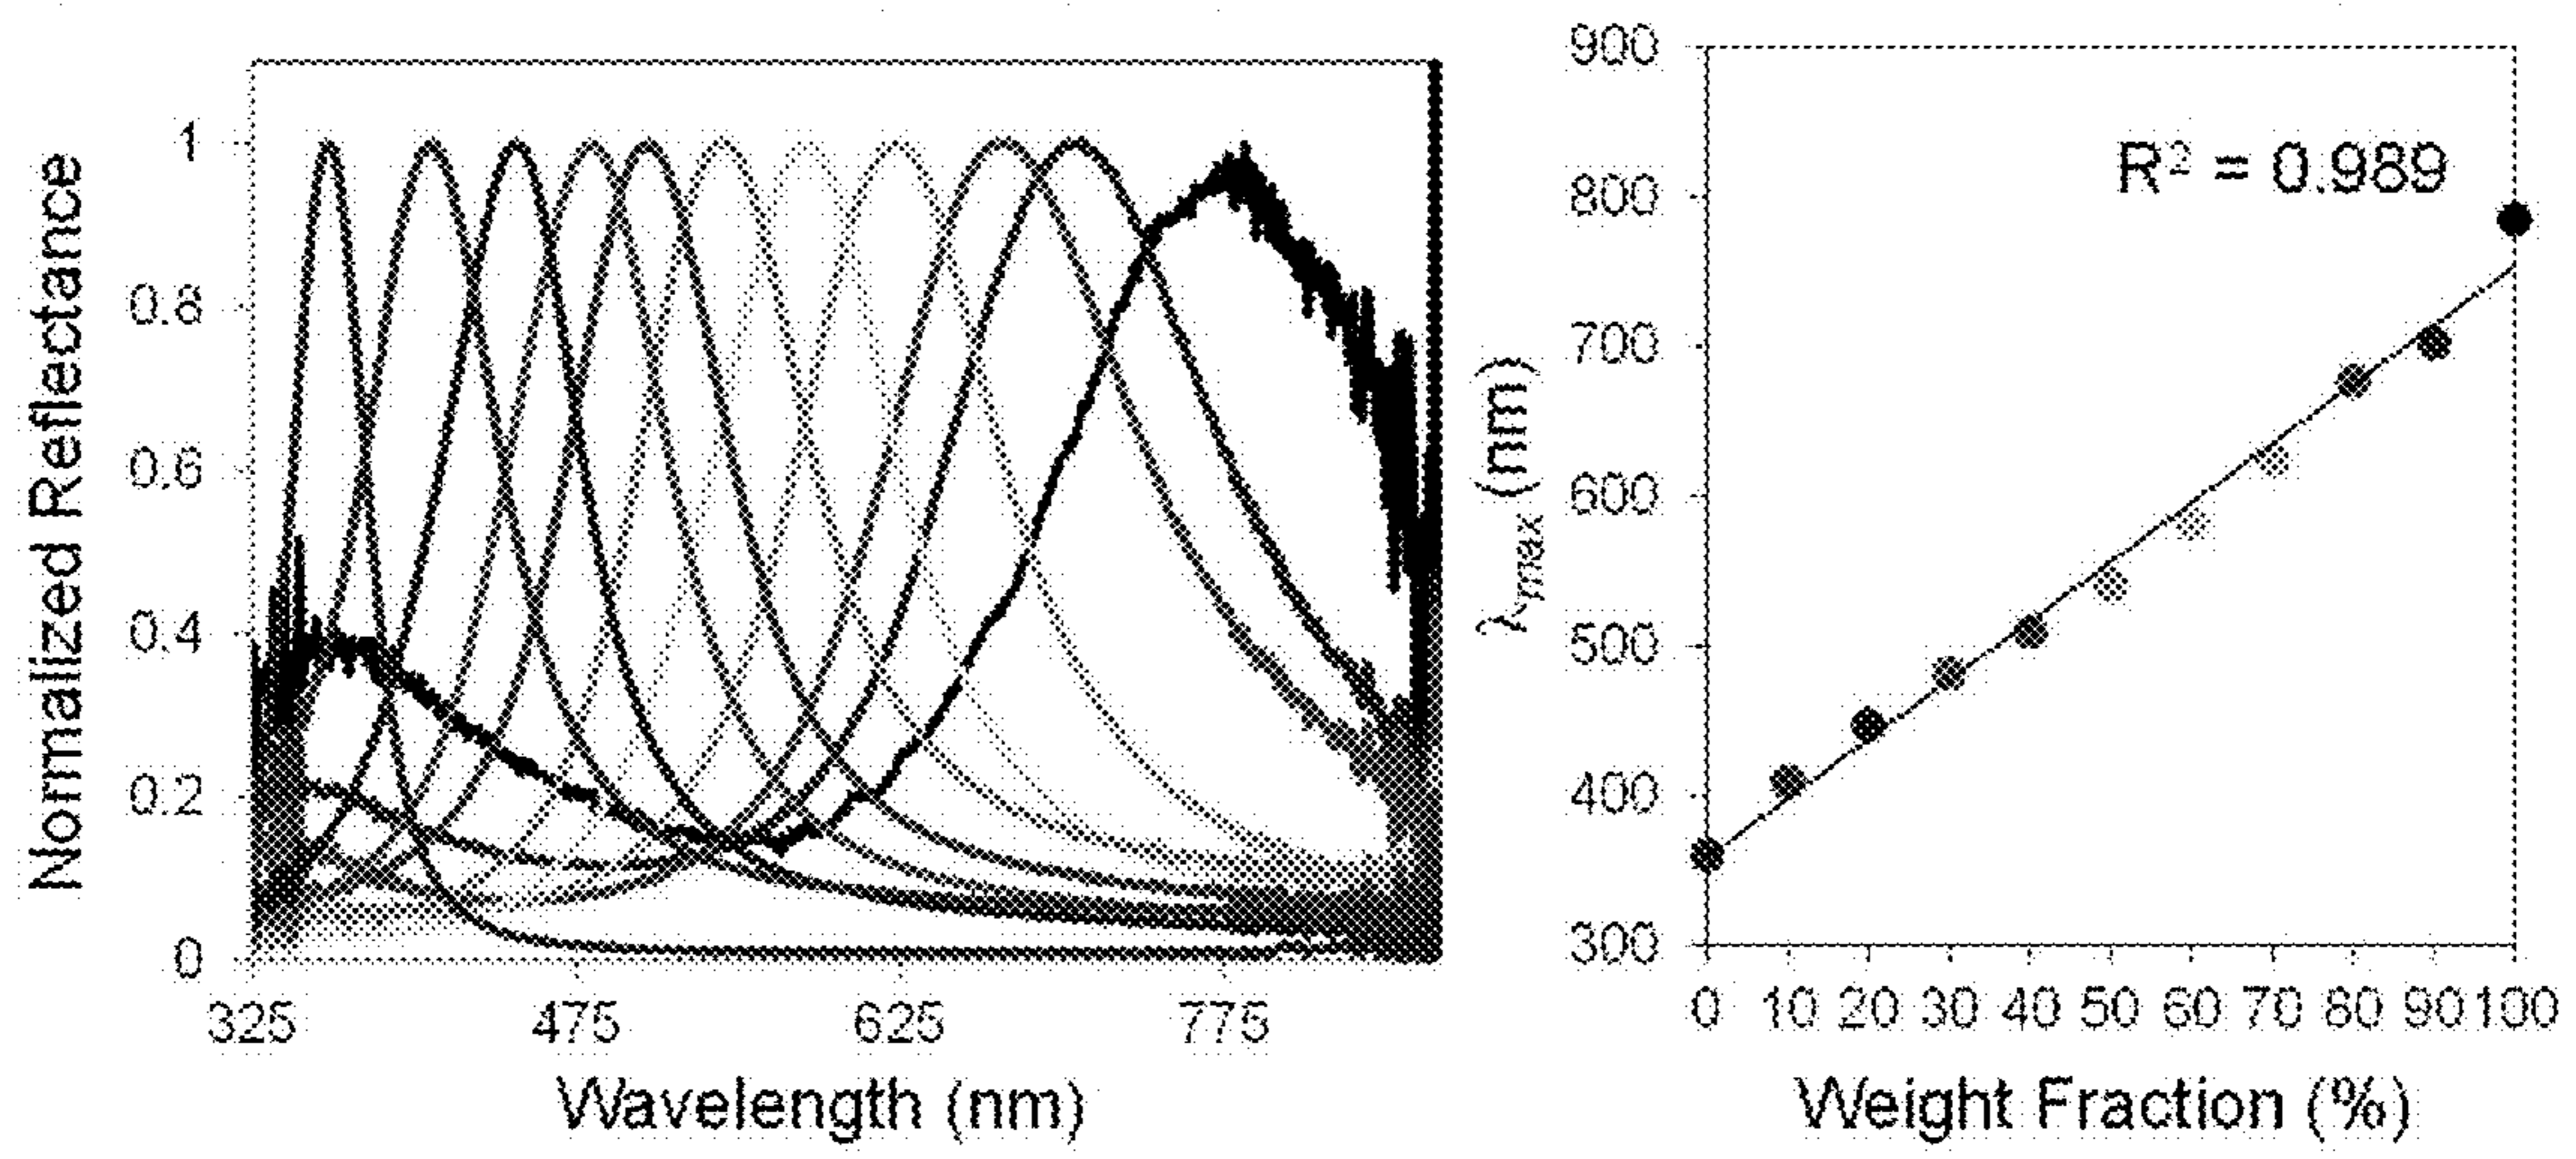 Normalized Reflectance
1
0.8
0.6
0.4
0.2
0
325 475 625 775
Wavelength (nm)
λmax (nm)
900
800
700
600
500
400
300
R² = 0.989
0 10 20 30 40 50 60 70 80 90 100
Weight Fraction (%)